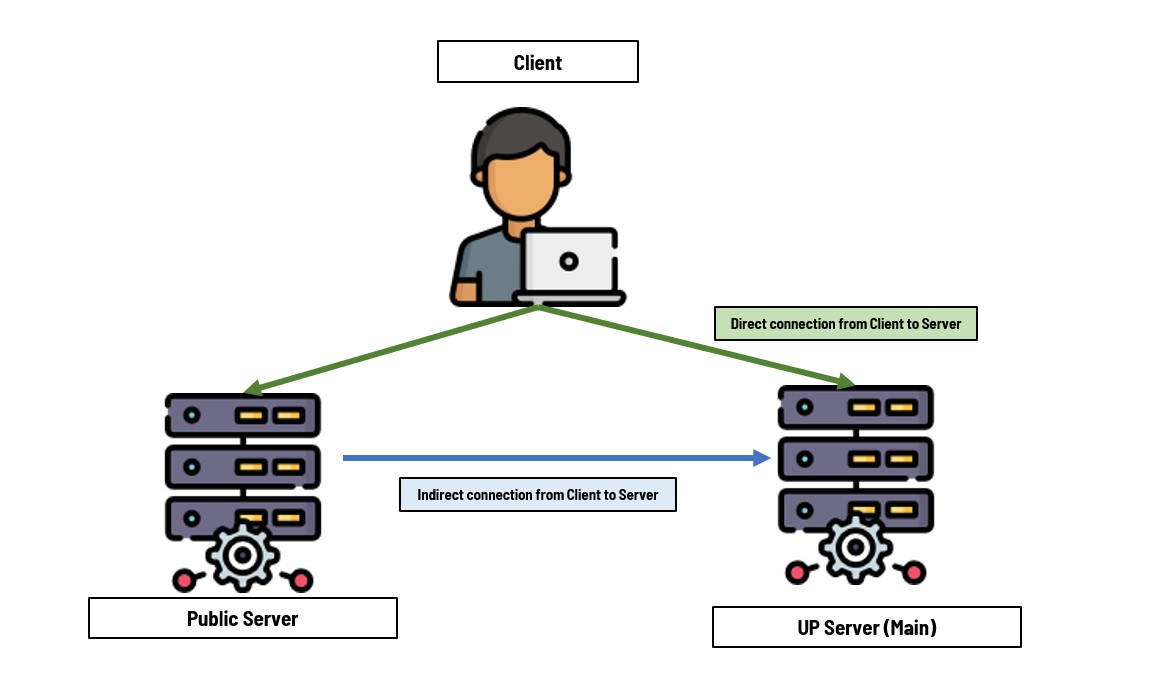 Client
Direct connection from Client to Server
Indirect connection from Client to Server
Public Server
UP Server (Main)